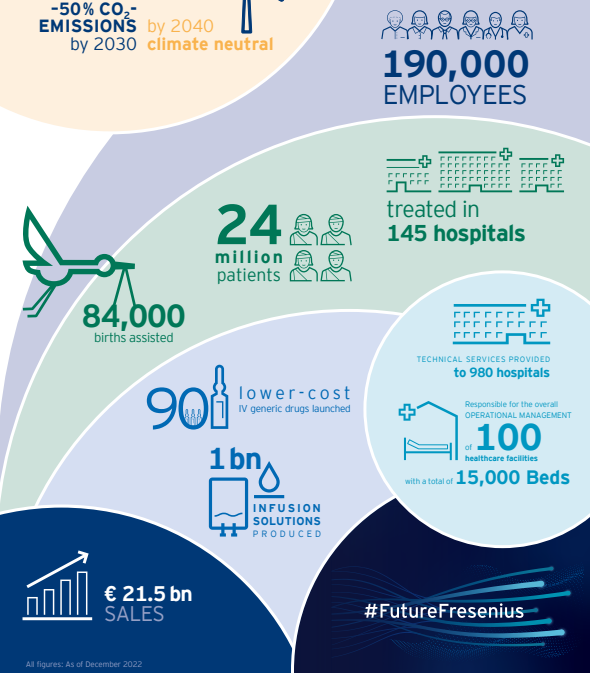 -50% CO₂-
EMISSIONS
by 2030
by 2040
climate neutral
190,000
EMPLOYEES
treated in
145 hospitals
24
million
patients
84,000
births assisted
90
lower-cost
IV generic drugs launched
1 bn
INFUSION
SOLUTIONS
PRODUCED
TECHNICAL SERVICES PROVIDED
to 980 hospitals
Responsible for the overall
OPERATIONAL MANAGEMENT
of 100
healthcare facilities
with a total of 15,000 Beds
€ 21.5 bn
SALES
#FutureFresenius
All figures: As of December 2022